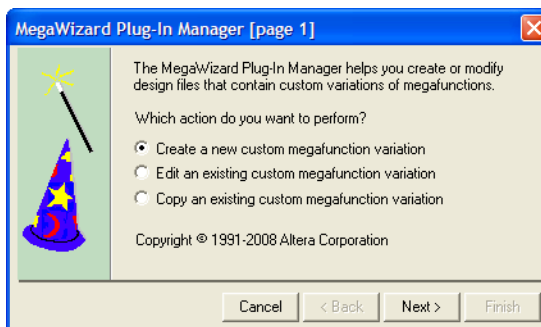 MegaWizard Plug-In Manager [page 1]
The MegaWizard Plug-In Manager helps you create or modify
design files that contain custom variations of megafunctions.
Which action do you want to perform?
Create a new custom megafunction variation
Edit an existing custom megafunction variation
Copy an existing custom megafunction variation
Copyright © 1991-2008 Altera Corporation
Cancel < Back Next > Finish